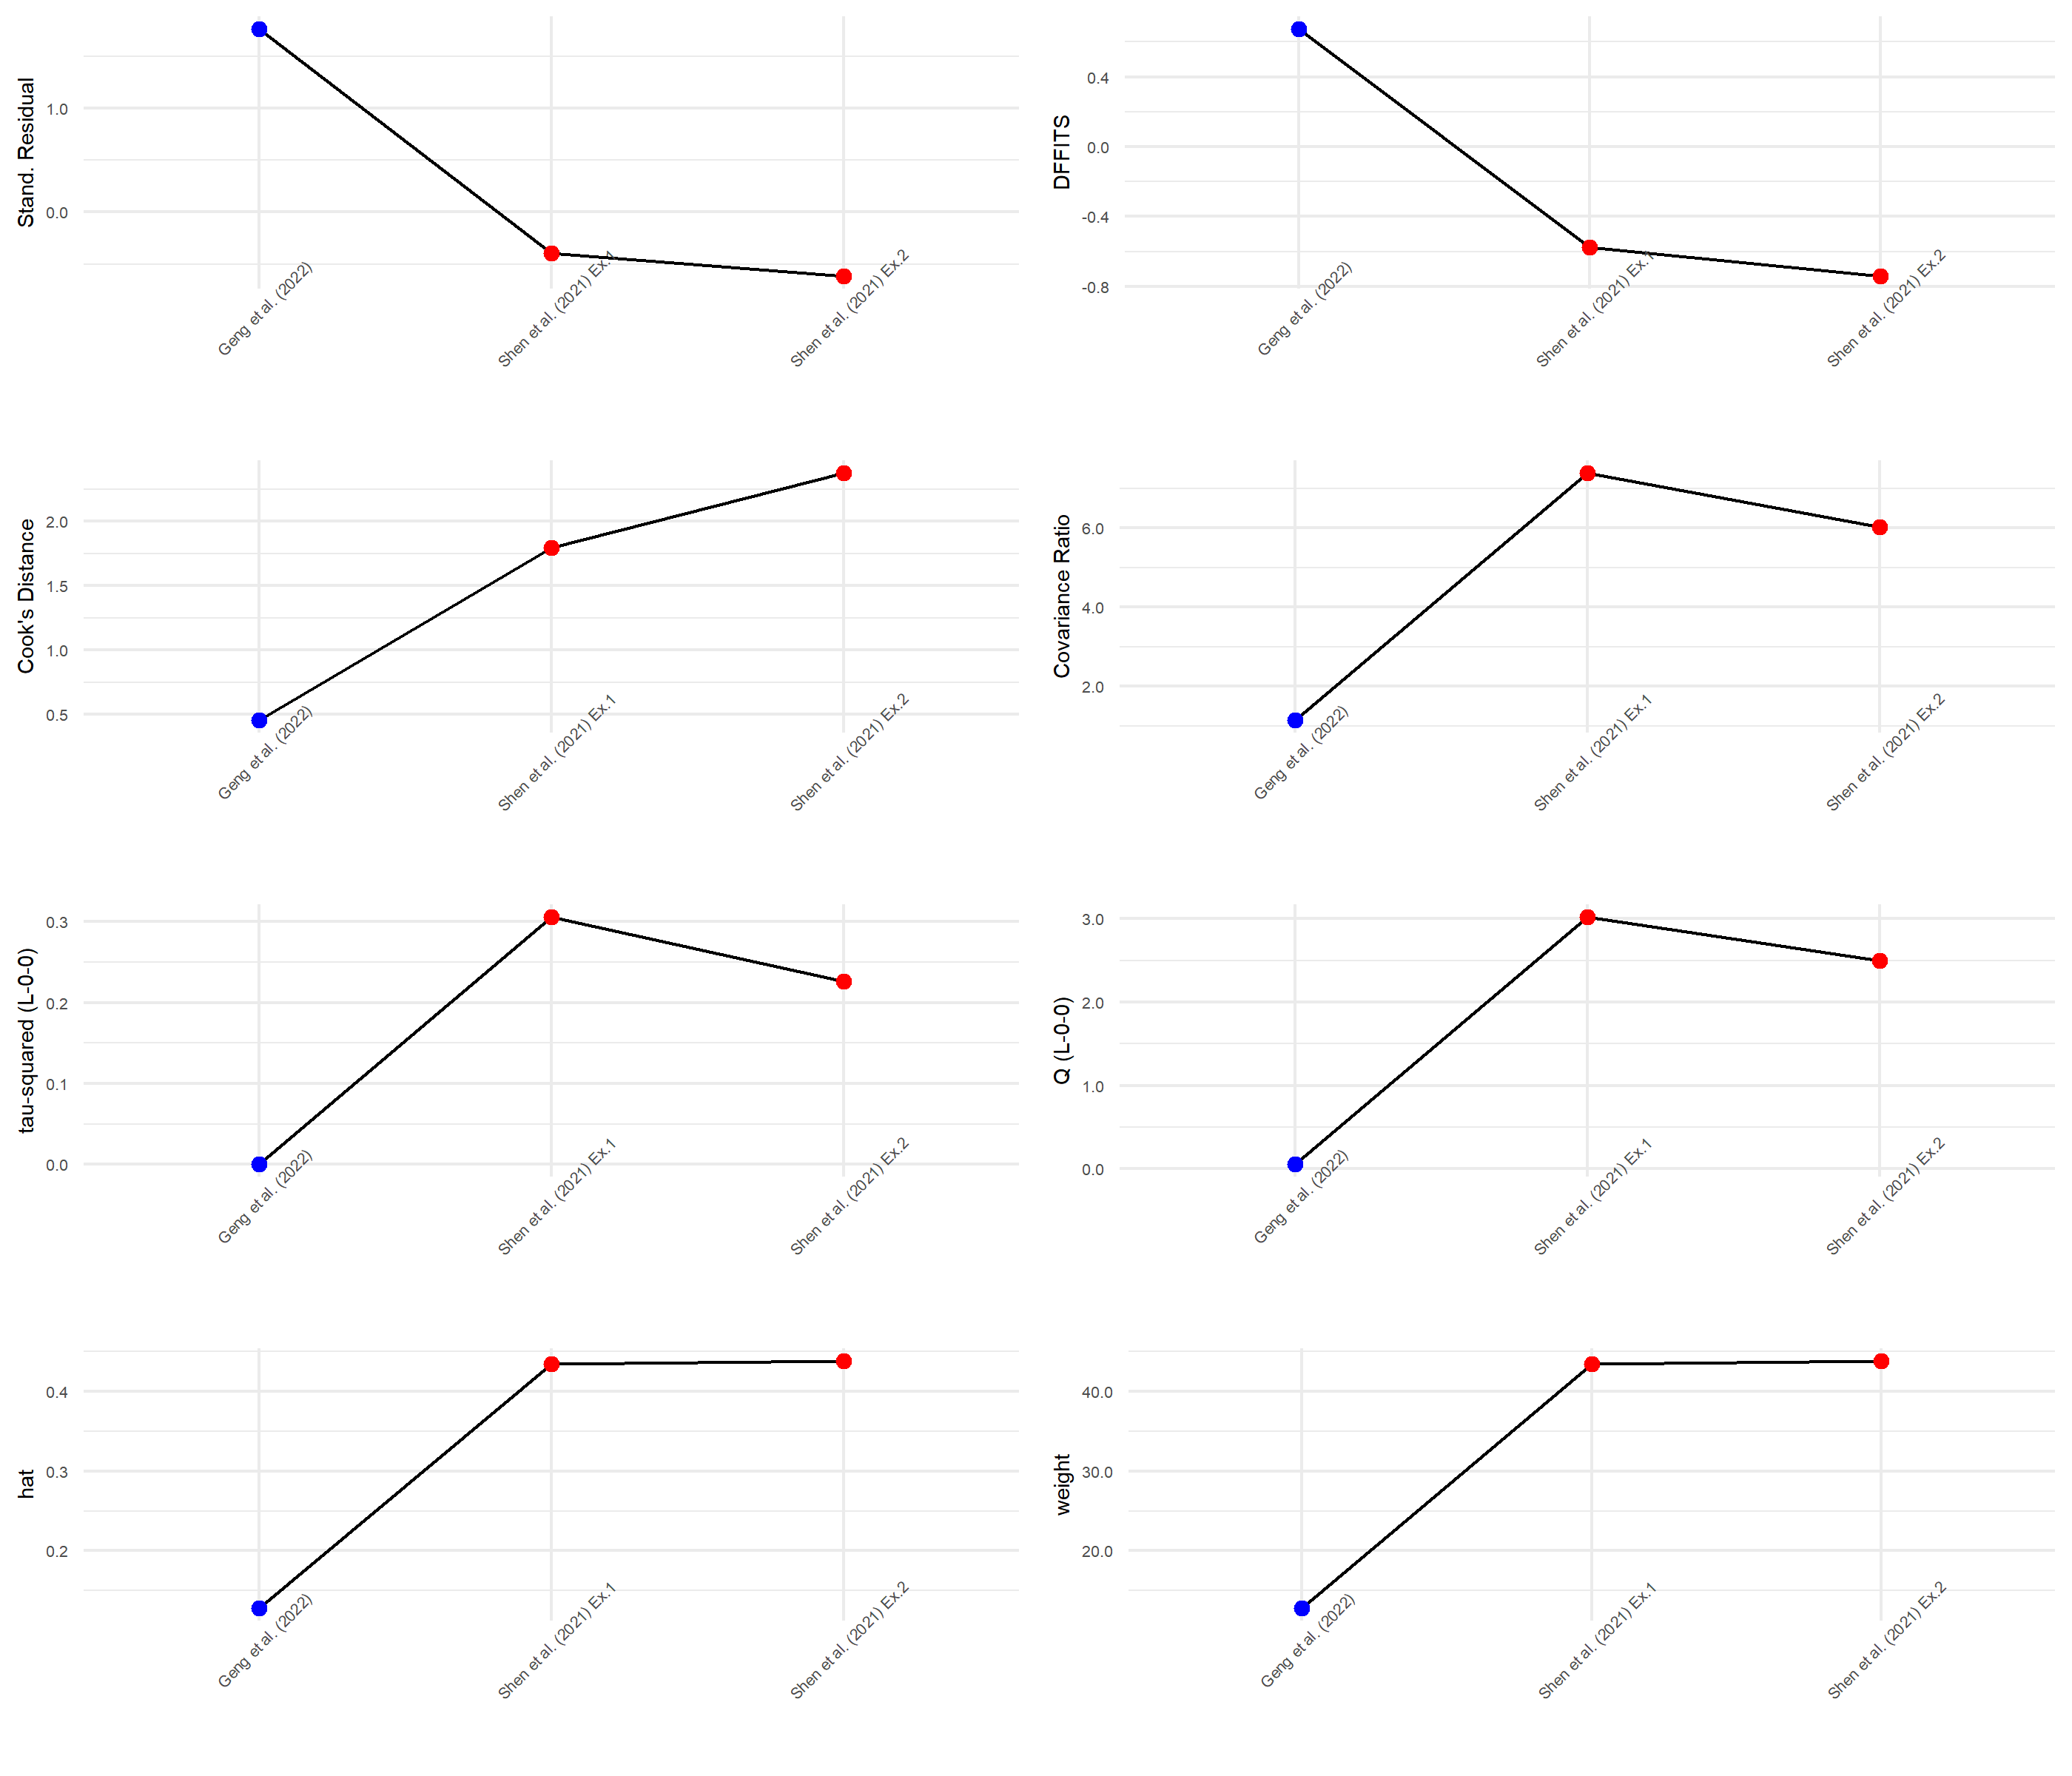 Stand. Residual
1.0
0.0
Geng et al. (2022)
Shen et al. (2021) Ex.1
Shen et al. (2021) Ex.2
DFFITS
0.4
0.0
-0.4
-0.8
Geng et al. (2022)
Shen et al. (2021) Ex.1
Shen et al. (2021) Ex.2
Cook's Distance
2.0
1.5
1.0
0.5
Geng et al. (2022)
Shen et al. (2021) Ex.1
Shen et al. (2021) Ex.2
Covariance Ratio
6.0
4.0
2.0
Geng et al. (2022)
Shen et al. (2021) Ex.1
Shen et al. (2021) Ex.2
tau-squared (L-0-0)
0.3
0.2
0.1
0.0
Geng et al. (2022)
Shen et al. (2021) Ex.1
Shen et al. (2021) Ex.2
Q (L-0-0)
3.0
2.0
1.0
0.0
Geng et al. (2022)
Shen et al. (2021) Ex.1
Shen et al. (2021) Ex.2
hat
0.4
0.3
0.2
Geng et al. (2022)
Shen et al. (2021) Ex.1
Shen et al. (2021) Ex.2
weight
40.0
30.0
20.0
Geng et al. (2022)
Shen et al. (2021) Ex.1
Shen et al. (2021) Ex.2